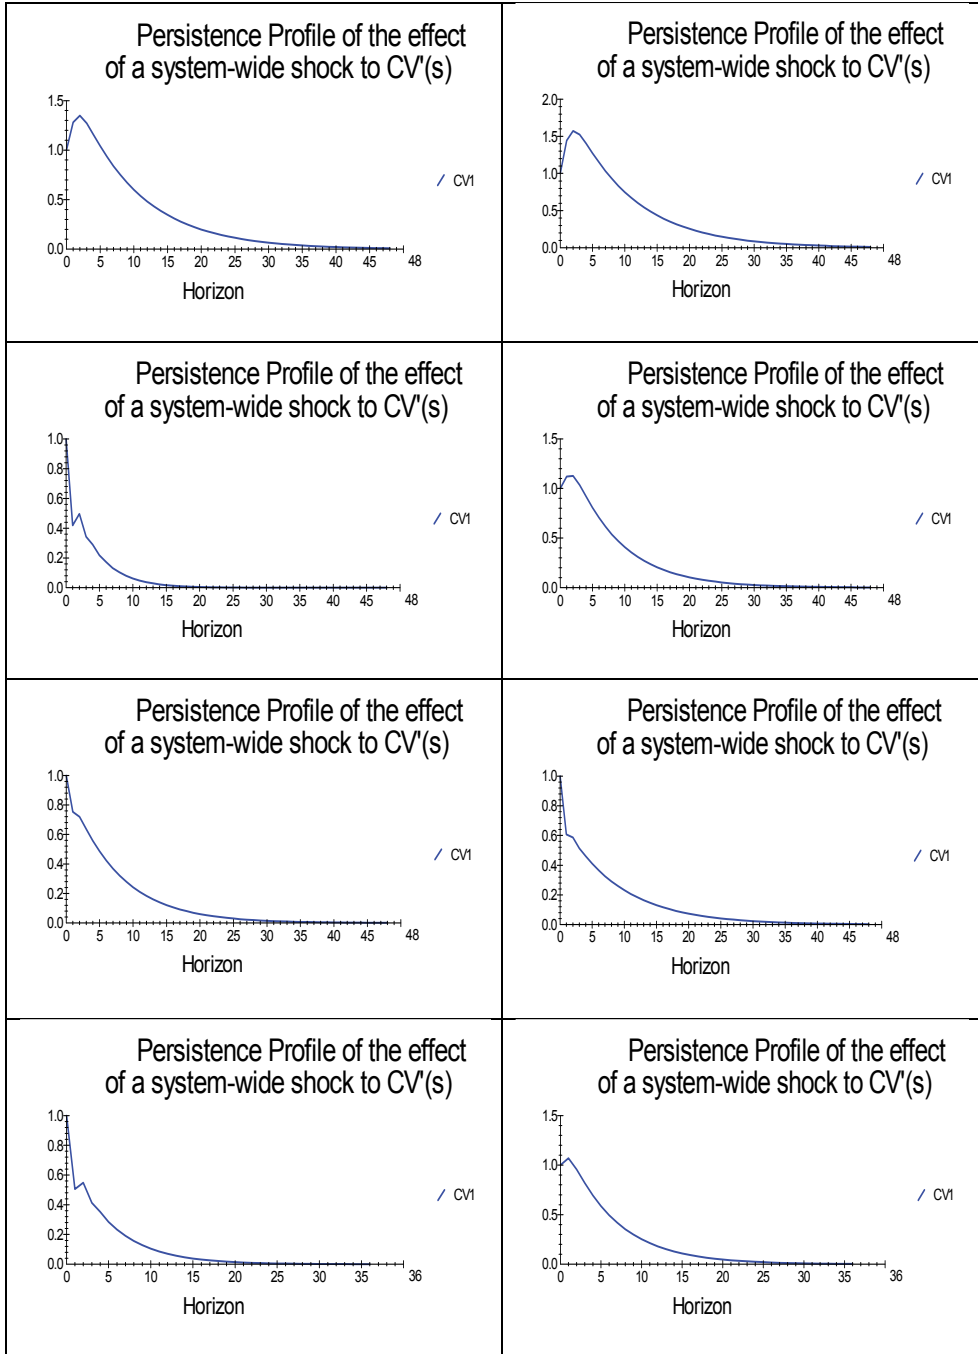 Persistence Profile of the effect
of a system-wide shock to CV'(s)
1.5
1.0
0.5
0.0
CV1
0 5 10 15 20 25 30 35 40 45 48
Horizon
Persistence Profile of the effect
of a system-wide shock to CV'(s)
2.0
1.5
1.0
0.5
0.0
CV1
0 5 10 15 20 25 30 35 40 45 48
Horizon
Persistence Profile of the effect
of a system-wide shock to CV'(s)
1.0
0.8
0.6
0.4
0.2
0.0
CV1
0 5 10 15 20 25 30 35 40 45 48
Horizon
Persistence Profile of the effect
of a system-wide shock to CV'(s)
1.5
1.0
0.5
0.0
CV1
0 5 10 15 20 25 30 35 40 45 48
Horizon
Persistence Profile of the effect
of a system-wide shock to CV'(s)
1.0
0.8
0.6
0.4
0.2
0.0
CV1
0 5 10 15 20 25 30 35 40 45 48
Horizon
Persistence Profile of the effect
of a system-wide shock to CV'(s)
1.0
0.8
0.6
0.4
0.2
0.0
CV1
0 5 10 15 20 25 30 35 40 45 48
Horizon
Persistence Profile of the effect
of a system-wide shock to CV'(s)
1.0
0.8
0.6
0.4
0.2
0.0
CV1
0 5 10 15 20 25 30 35 36
Horizon
Persistence Profile of the effect
of a system-wide shock to CV'(s)
1.5
1.0
0.5
0.0
CV1
0 5 10 15 20 25 30 35 36
Horizon